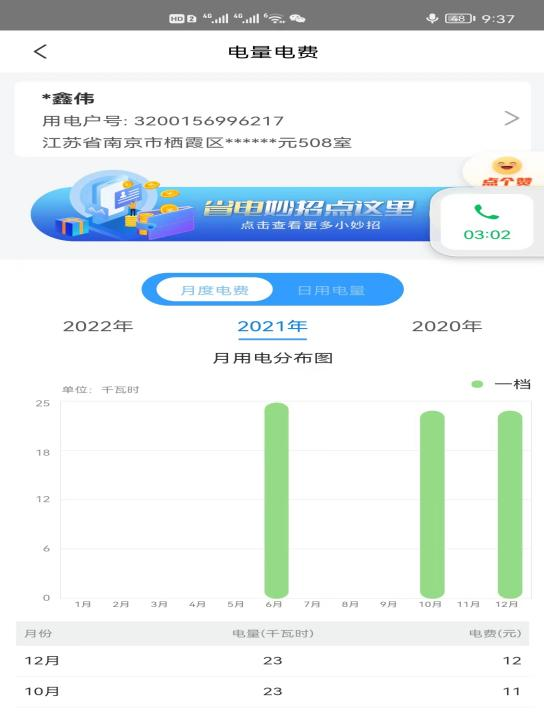 HD 2 4G 4G 6 48 9:37
电量电费
*鑫伟
用电户号: 3200156996217
江苏省南京市栖霞区******元508室
点个赞
省电妙招点这里
点击查看更多小妙招
03:02
月度电费 日用电量
2022年 2021年 2020年
月用电分布图
单位: 千瓦时 一档
25
18
12
6
0
1月 2月 3月 4月 5月 6月 7月 8月 9月 10月 11月 12月
月份 电量(千瓦时) 电费(元)
12月 23 12
10月 23 11